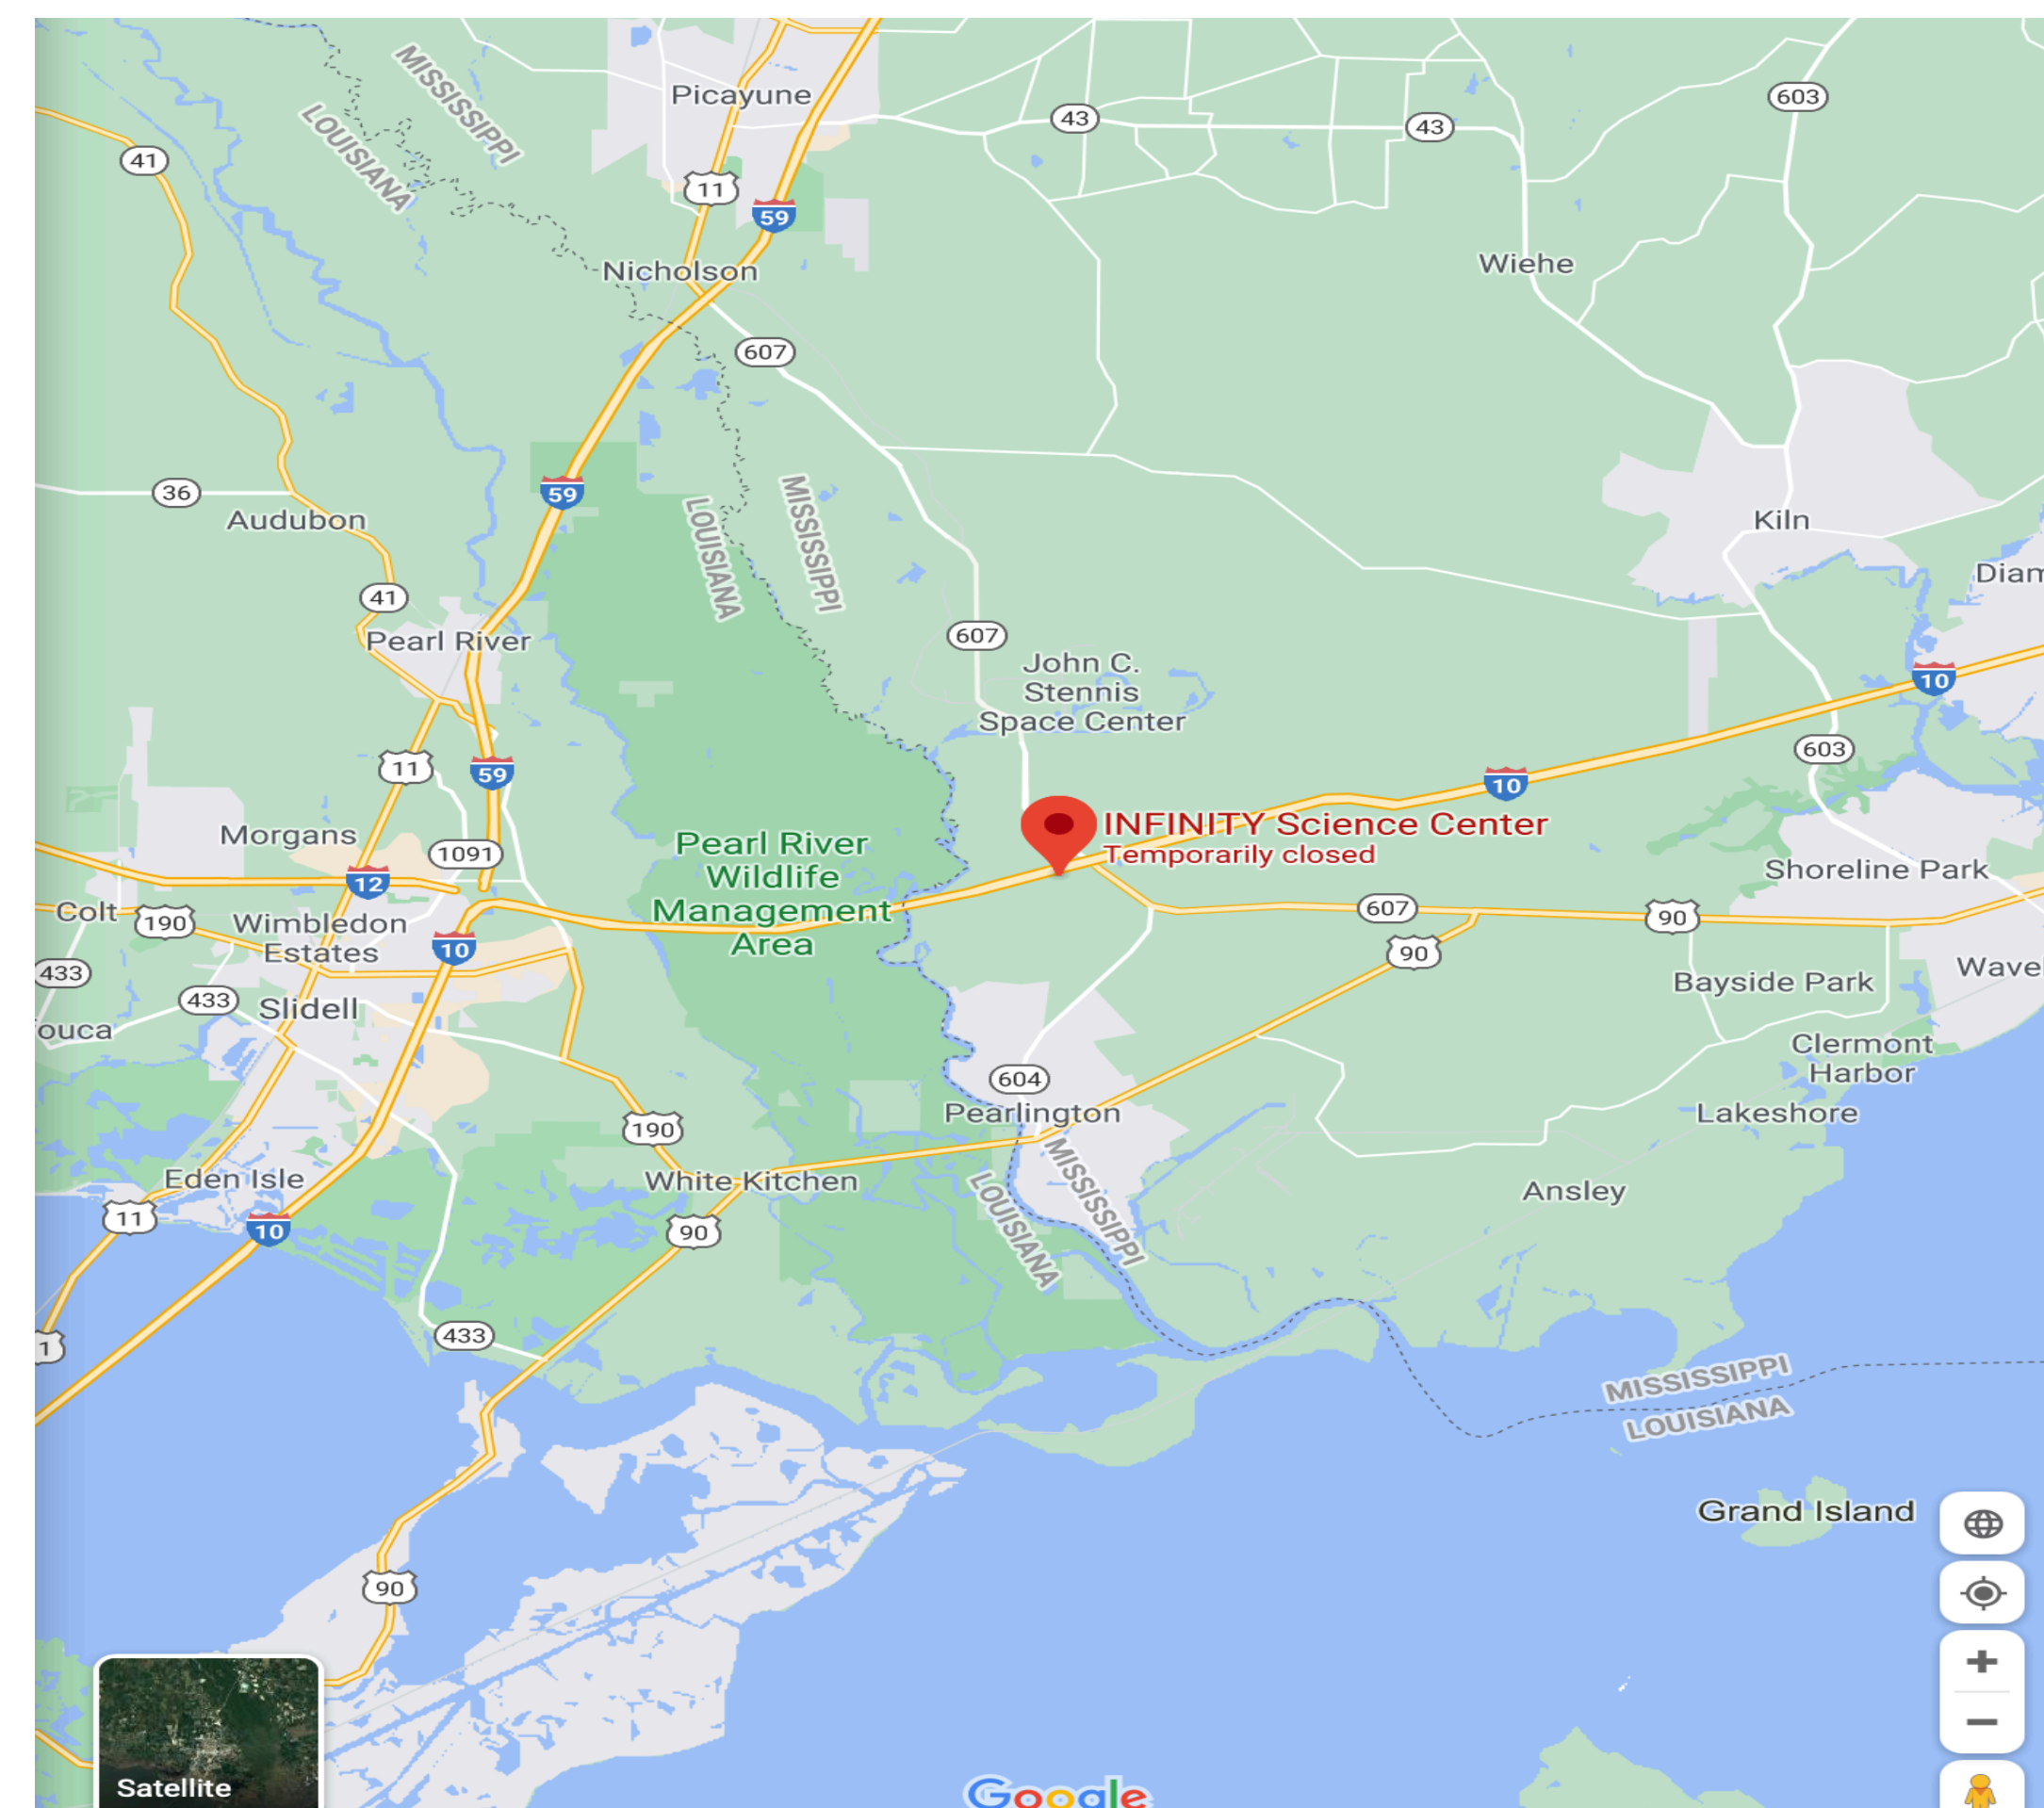 MISSISSIPPI
LOUISIANA
Picayune
603
43
43
41
11
59
Nicholson
Wiehe
607
36
59
Audubon
LOUISIANA
MISSISSIPPI
Kiln
Diam
41
Pearl River
607
John C.
Stennis
Space Center
10
603
11
59
10
Morgans
1091
12
INFINITY Science Center
Temporarily closed
Pearl River
Wildlife
Management
Area
Shoreline Park
Colt
190
Wimbledon
Estates
10
607
90
90
433
433
Slidell
Bayside Park
Wavel
ouca
Clermont
Harbor
604
Pearlington
Lakeshore
190
Eden Isle
White Kitchen
LOUISIANA
MISSISSIPPI
Ansley
11
10
90
1
433
MISSISSIPPI
LOUISIANA
Grand Island
90
Satellite
Google